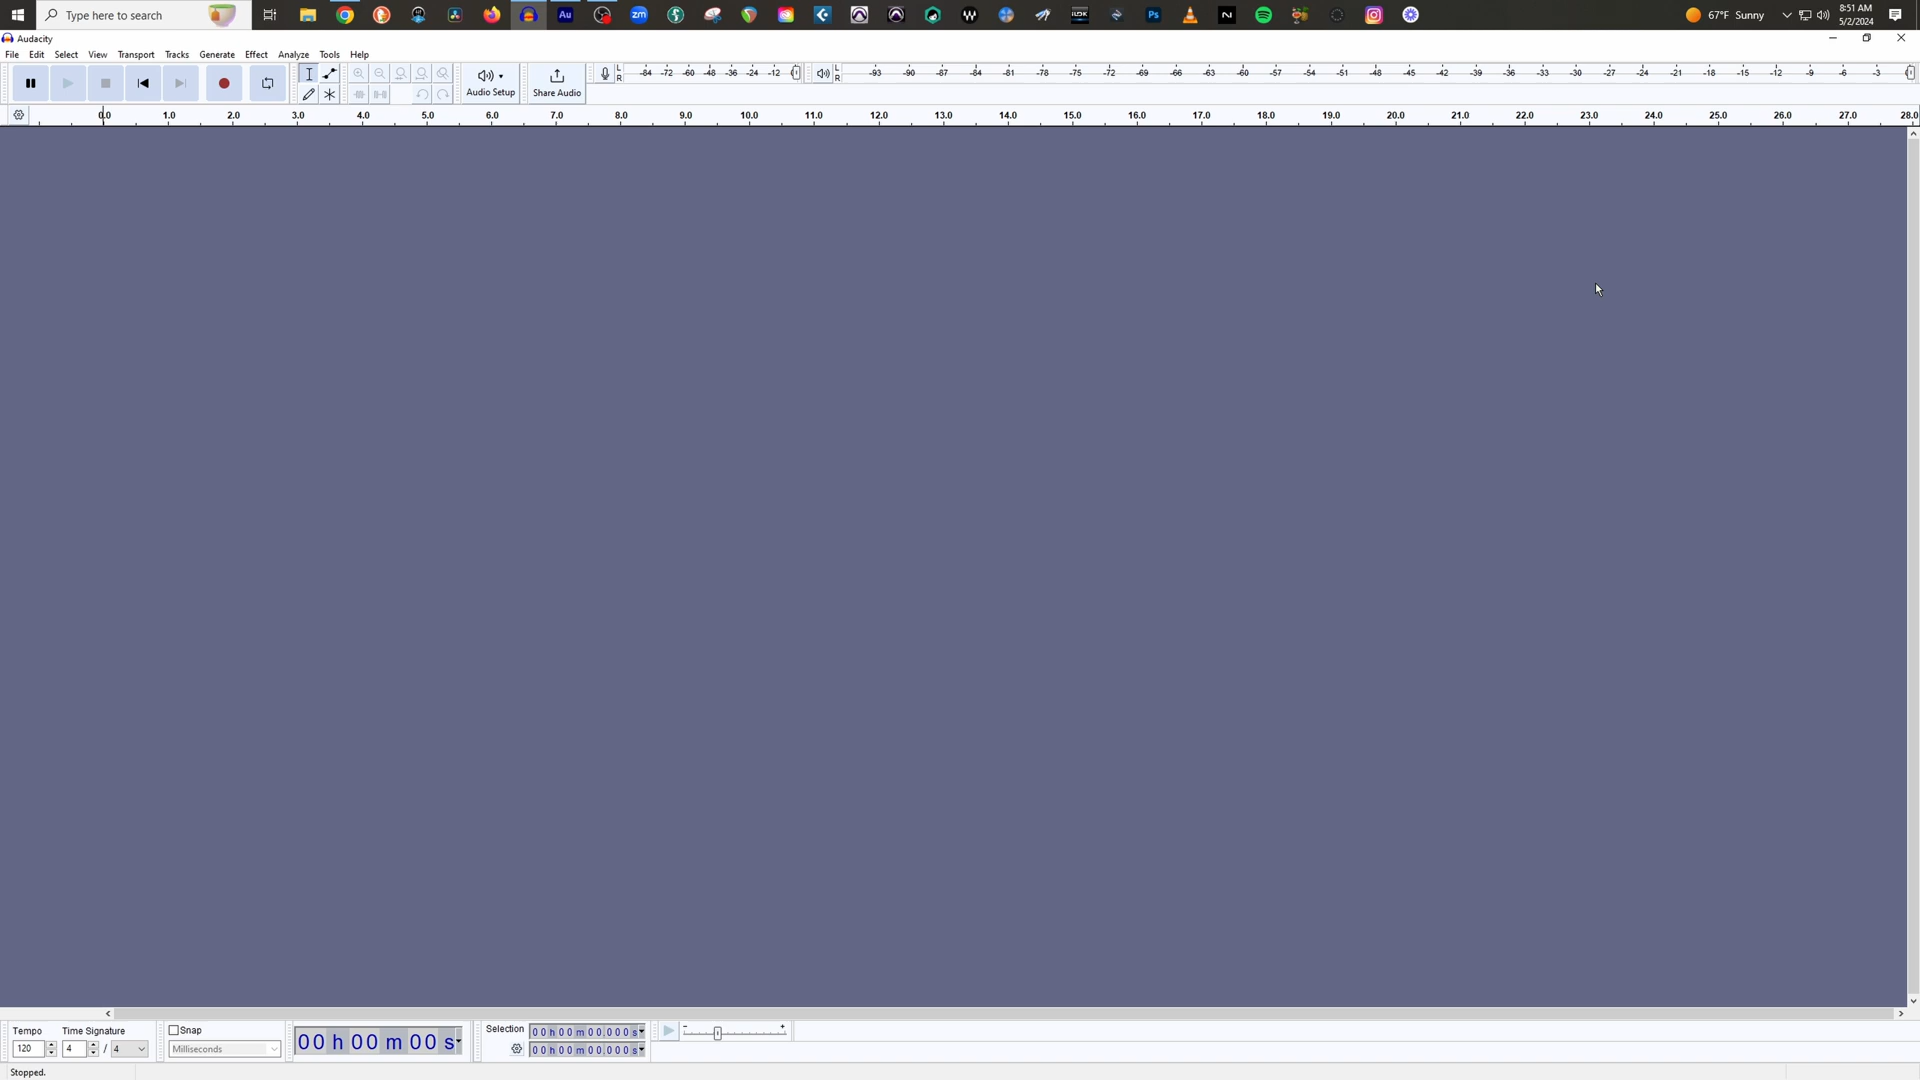 Type here to search
Au
zm
iLOK
Ps
67°F Sunny
8:51 AM
5/2/2024
Audacity
File Edit Select View Transport Tracks Generate Effect Analyze Tools Help
Audio Setup
Share Audio
L
R
-84 -72 -60 -48 -36 -24 -12
L
R
-93 -90 -87 -84 -81 -78 -75 -72 -69 -66 -63 -60 -57 -54 -51 -48 -45 -42 -39 -36 -33 -30 -27 -24 -21 -18 -15 -12 -9 -6 -3
0.0 1.0 2.0 3.0 4.0 5.0 6.0 7.0 8.0 9.0 10.0 11.0 12.0 13.0 14.0 15.0 16.0 17.0 18.0 19.0 20.0 21.0 22.0 23.0 24.0 25.0 26.0 27.0 28.0
Tempo
120
Time Signature
4 / 4
Snap
Milliseconds
00 h 00 m 00 s
Selection
00 h 00 m 00.000 s
00 h 00 m 00.000 s
- +
Stopped.